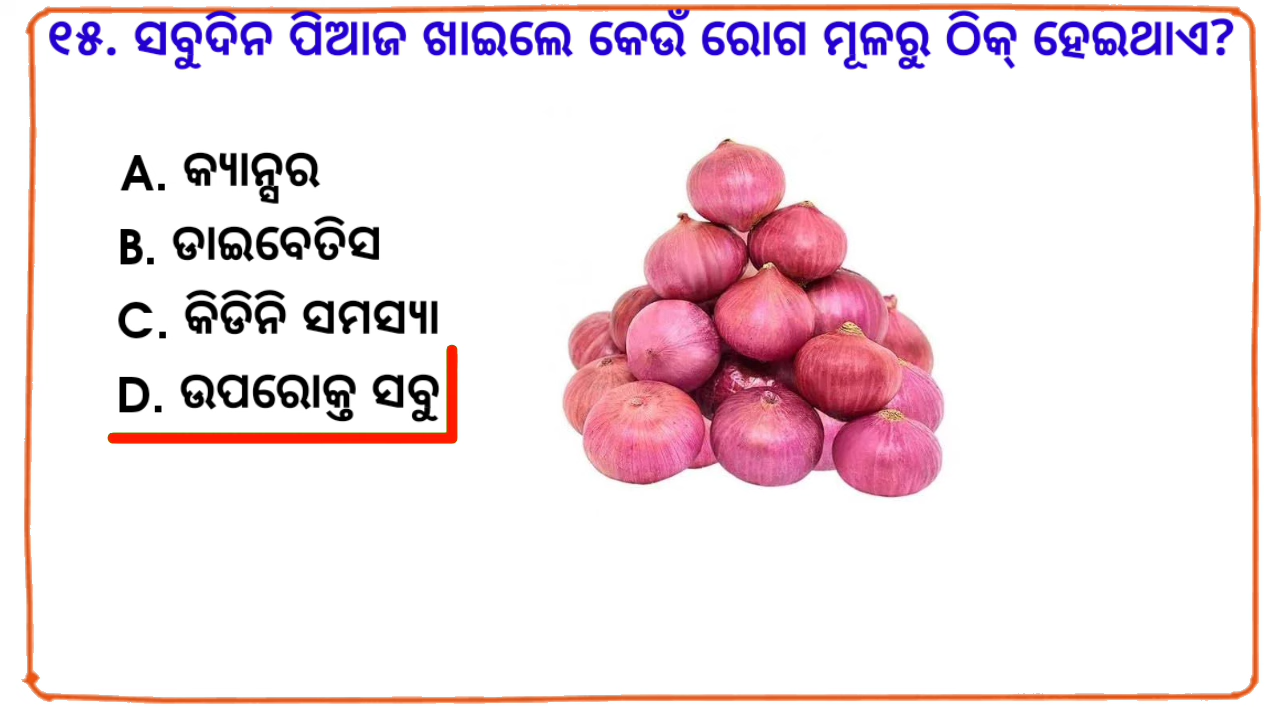 ୧୫. ସବୁଦିନ ପିଆଜ ଖାଇଲେ କେଉଁ ରୋଗ ମୂଳରୁ ଠିକ୍ ହେଇଥାଏ?
A. କ୍ୟାନ୍ସର
B. ଡାଇବେତିସ
C. କିଡିନି ସମସ୍ୟା
D. ଉପରୋକ୍ତ ସବୁ